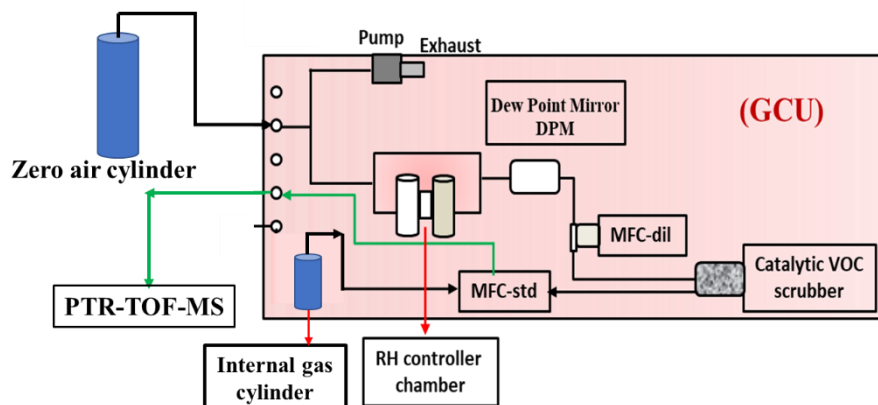 Pump
Exhaust
Dew Point Mirror
DPM
(GCU)
Zero air cylinder
MFC-dil
Catalytic VOC
scrubber
MFC-std
PTR-TOF-MS
Internal gas
cylinder
RH controller
chamber